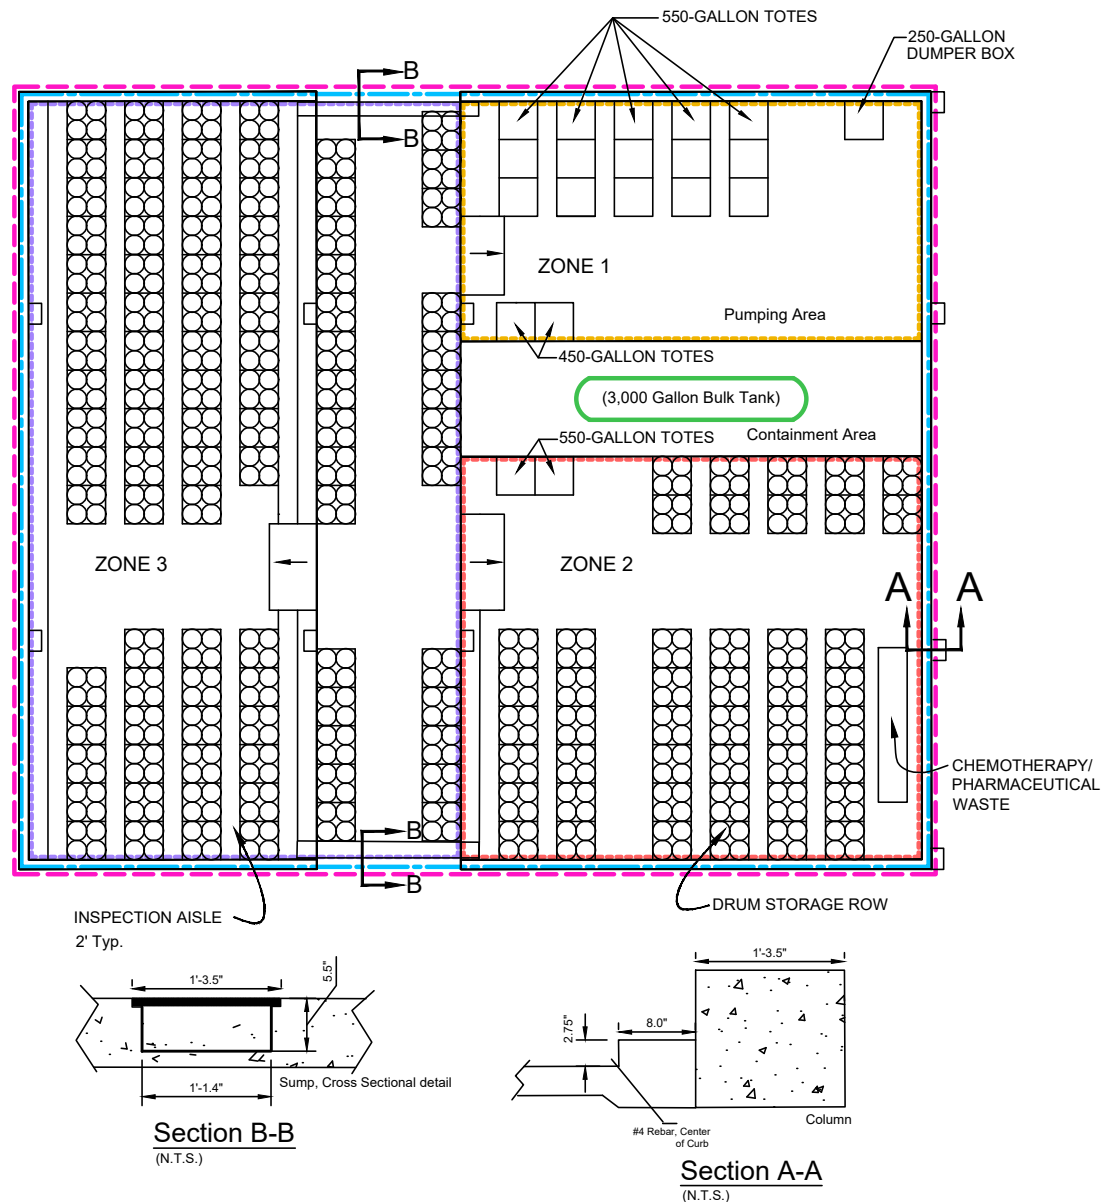 550-GALLON TOTES
250-GALLON
DUMPER BOX
B
B
ZONE 1
Pumping Area
450-GALLON TOTES
(3,000 Gallon Bulk Tank)
550-GALLON TOTES
Containment Area
ZONE 3
ZONE 2
A
A
CHEMOTHERAPY/
PHARMACEUTICAL
WASTE
B
B
INSPECTION AISLE
2' Typ.
DRUM STORAGE ROW
1'-3.5"
5.5"
1'-1.4"
Sump, Cross Sectional detail
Section B-B
(N.T.S.)
1'-3.5"
8.0"
2.75"
#4 Rebar, Center
of Curb
Column
Section A-A
(N.T.S.)